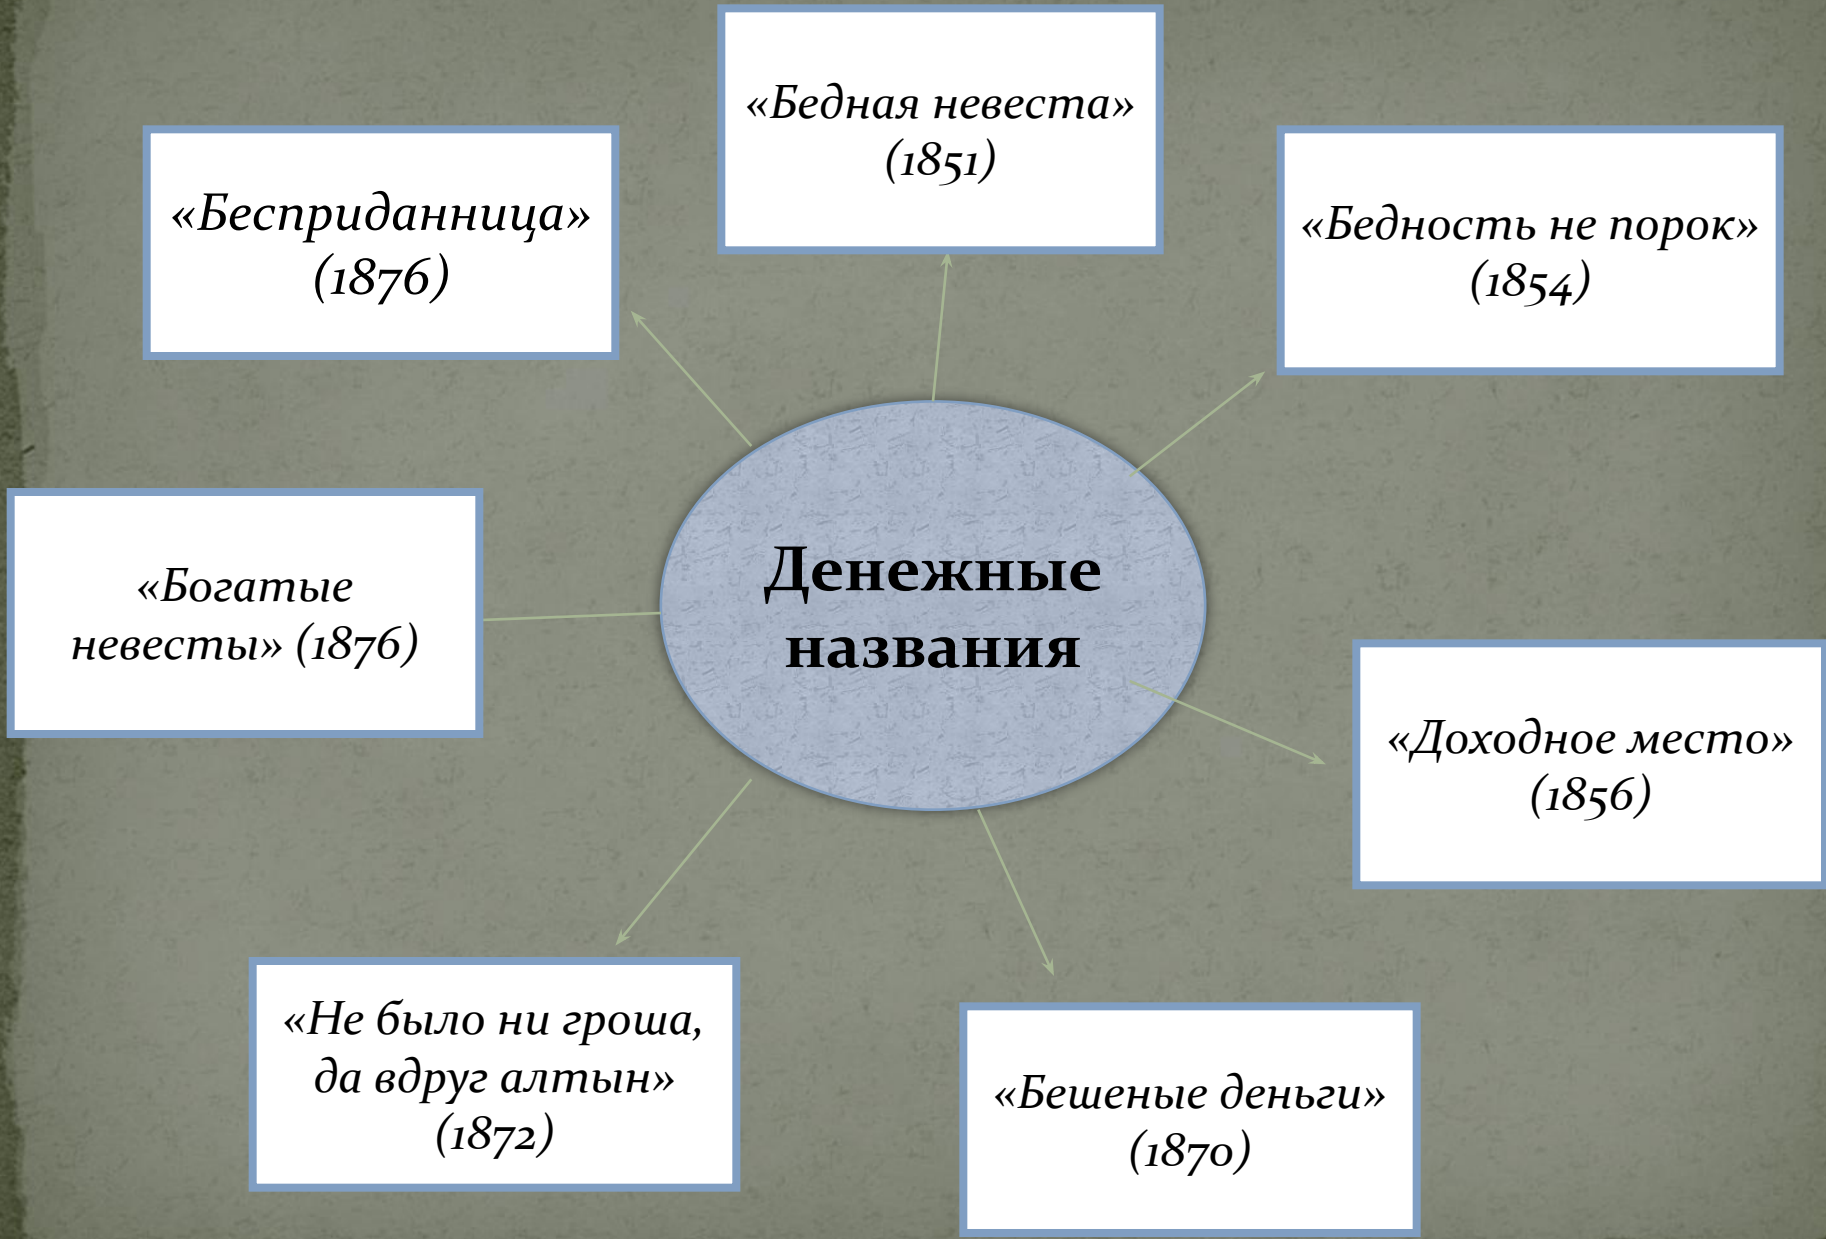 «Бедная невеста»
(1851)
«Бесприданница»
(1876)
«Бедность не порок»
(1854)
Денежные
названия
«Богатые
невесты» (1876)
«Доходное место»
(1856)
«Не было ни гроша,
да вдруг алтын»
(1872)
«Бешеные деньги»
(1870)